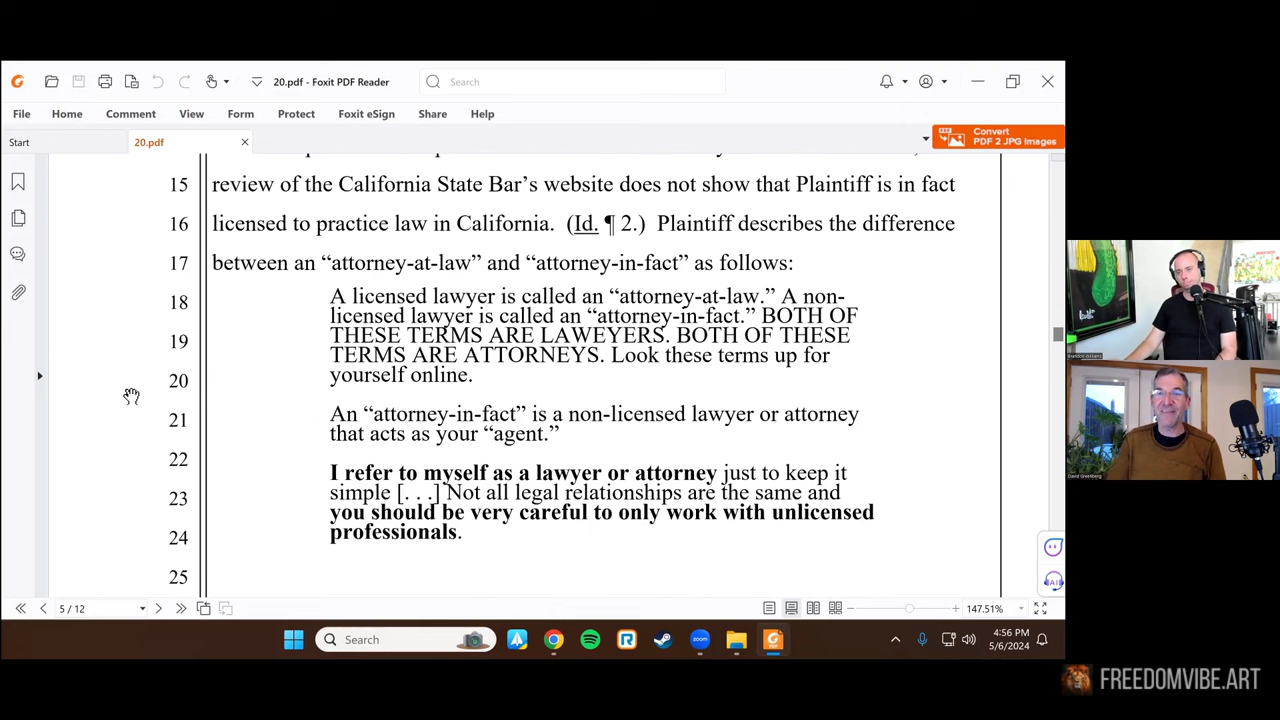 20.pdf - Foxit PDF Reader
Search
File Home Comment View Form Protect Foxit eSign Share Help
Start
20.pdf
Convert
PDF 2 JPG Images
15 review of the California State Bar’s website does not show that Plaintiff is in fact
16 licensed to practice law in California. (Id. ¶ 2.) Plaintiff describes the difference
17 between an “attorney-at-law” and “attorney-in-fact” as follows:
18 A licensed lawyer is called an “attorney-at-law.” A non-
licensed lawyer is called an “attorney-in-fact.” BOTH OF
19 THESE TERMS ARE LAWEYERS. BOTH OF THESE
TERMS ARE ATTORNEYS. Look these terms up for
20 yourself online.
21 An “attorney-in-fact” is a non-licensed lawyer or attorney
that acts as your “agent.”
22 I refer to myself as a lawyer or attorney just to keep it
23 simple [. . .] Not all legal relationships are the same and
you should be very careful to only work with unlicensed
24 professionals.
25
5 / 12
147.51%
Search
zoom
4:56 PM
5/6/2024
David Greenberg
FREEDOMVIBE.ART